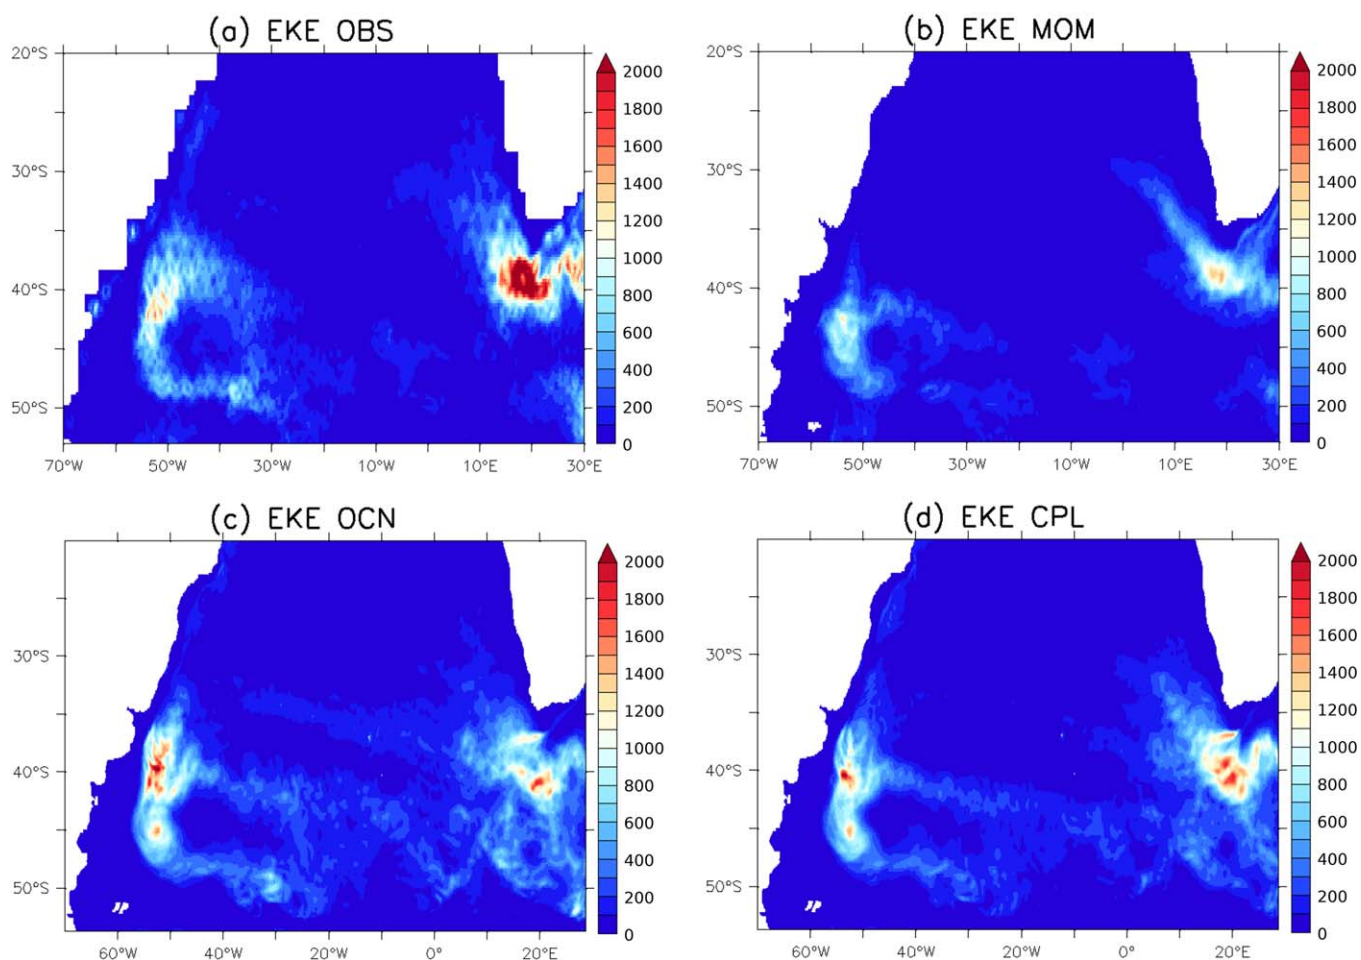 (a) EKE OBS
20°S
30°S
40°S
50°S
70°W 50°W 30°W 10°W 10°E 30°E
2000
1800
1600
1400
1200
1000
800
600
400
200
0
(b) EKE MOM
20°S
30°S
40°S
50°S
70°W 50°W 30°W 10°W 10°E 30°E
2000
1800
1600
1400
1200
1000
800
600
400
200
0
(c) EKE OCN
30°S
40°S
50°S
60°W 40°W 20°W 0° 20°E
2000
1800
1600
1400
1200
1000
800
600
400
200
0
(d) EKE CPL
30°S
40°S
50°S
60°W 40°W 20°W 0° 20°E
2000
1800
1600
1400
1200
1000
800
600
400
200
0